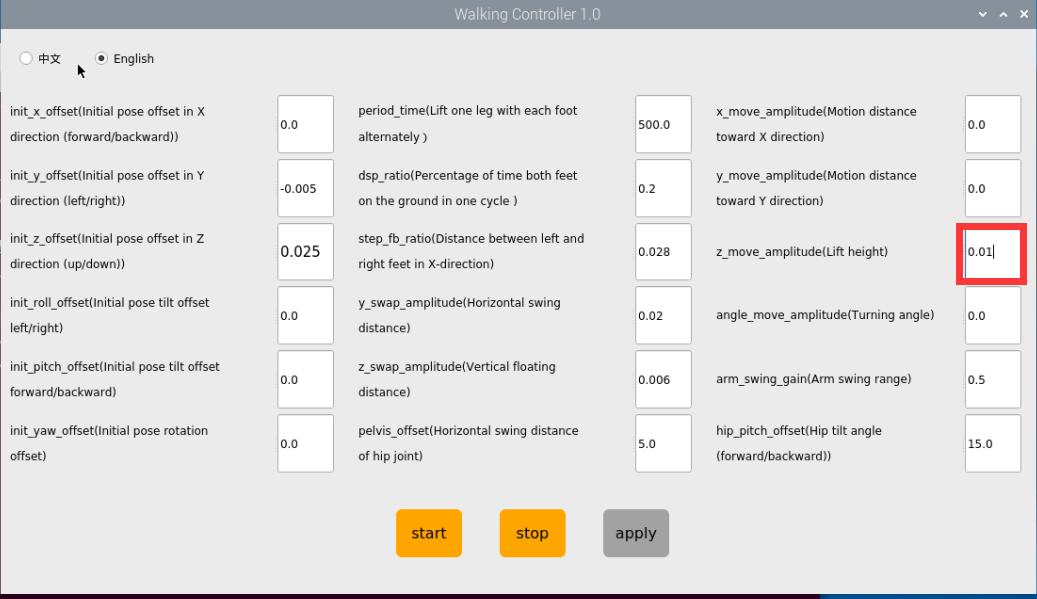 Walking Controller 1.0
中文
English
init_x_offset(Initial pose offset in X
direction (forward/backward))
0.0
period_time(Lift one leg with each foot
alternately )
500.0
x_move_amplitude(Motion distance
toward X direction)
0.0
init_y_offset(Initial pose offset in Y
direction (left/right))
-0.005
dsp_ratio(Percentage of time both feet
on the ground in one cycle )
0.2
y_move_amplitude(Motion distance
toward Y direction)
0.0
init_z_offset(Initial pose offset in Z
direction (up/down))
0.025
step_fb_ratio(Distance between left and
right feet in X-direction)
0.028
z_move_amplitude(Lift height)
0.01
init_roll_offset(Initial pose tilt offset
left/right)
0.0
y_swap_amplitude(Horizontal swing
distance)
0.02
angle_move_amplitude(Turning angle)
0.0
init_pitch_offset(Initial pose tilt offset
forward/backward)
0.0
z_swap_amplitude(Vertical floating
distance)
0.006
arm_swing_gain(Arm swing range)
0.5
init_yaw_offset(Initial pose rotation
offset)
0.0
pelvis_offset(Horizontal swing distance
of hip joint)
5.0
hip_pitch_offset(Hip tilt angle
(forward/backward))
15.0
start
stop
apply